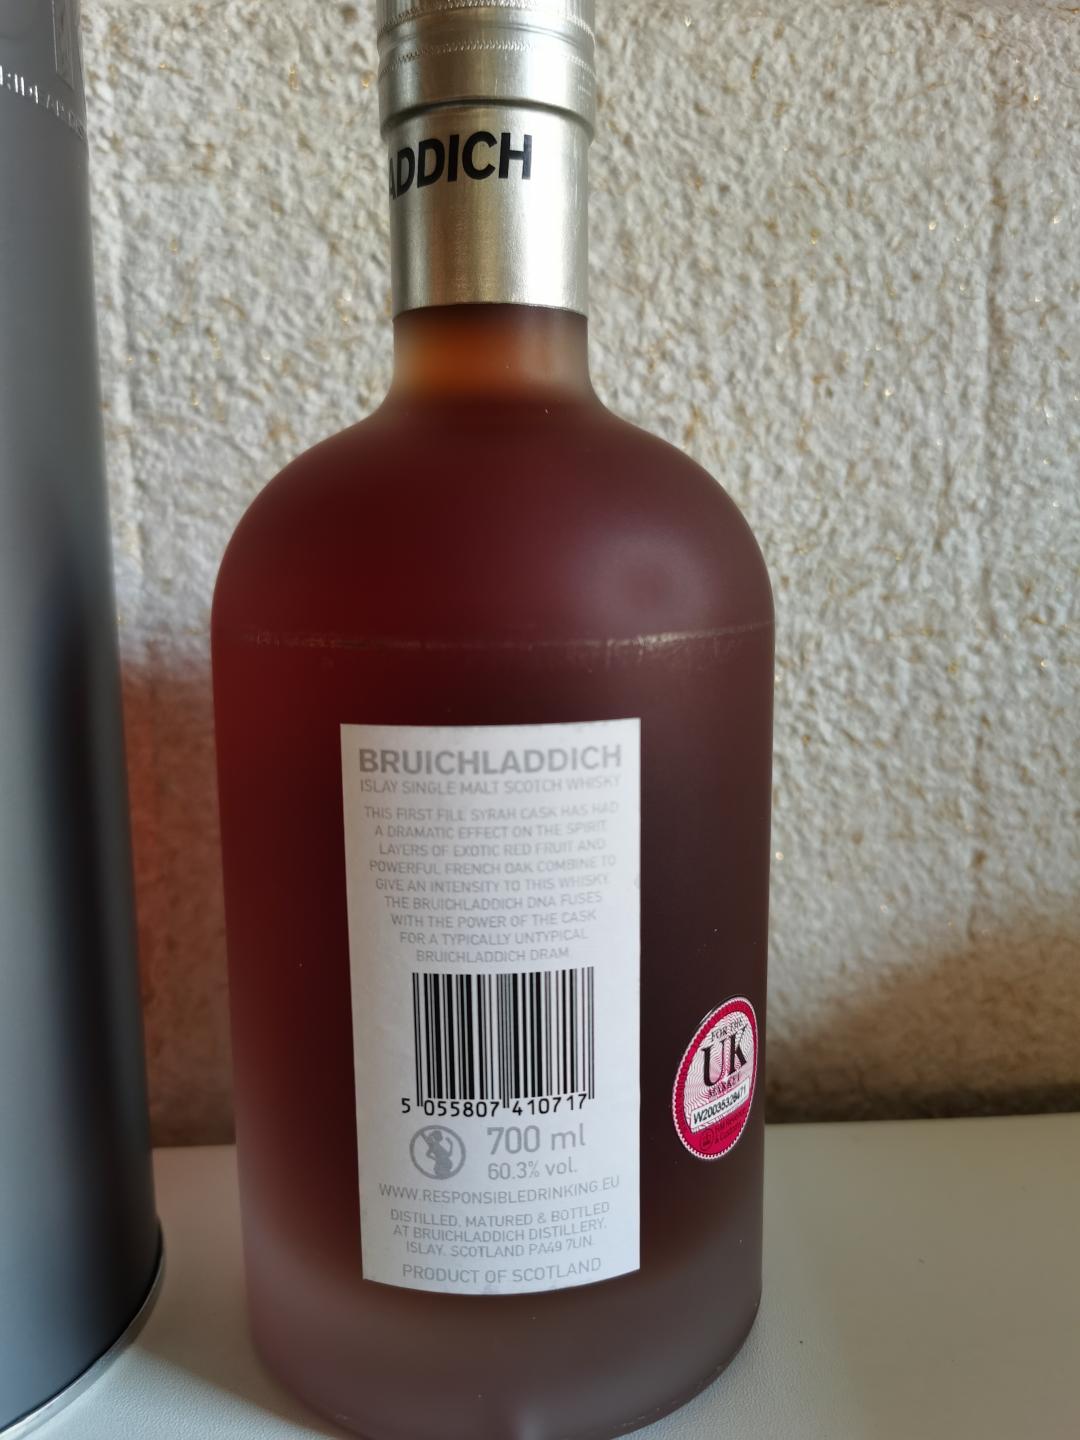 ADDICH
BRUICHLADDICH
ISLAY SINGLE MALT SCOTCH WHISKY
THIS FIRST FILL SYRAH CASK HAS HAD
A DRAMATIC EFFECT ON THE SPIRIT.
LAYERS OF EXOTIC RED FRUIT AND
POWERFUL FRENCH OAK COMBINE TO
GIVE AN INTENSITY TO THIS WHISKY.
THE BRUICHLADDICH DNA FUSES
WITH THE POWER OF THE CASK
FOR A TYPICALLY UNTYPICAL
BRUICHLADDICH DRAM.
5 055807 410717
700 ml
60.3% vol.
WWW.RESPONSIBLEDRINKING.EU
DISTILLED, MATURED & BOTTLED
AT BRUICHLADDICH DISTILLERY,
ISLAY, SCOTLAND PA49 7UN.
PRODUCT OF SCOTLAND
FOR THE
UK
MARKET
W20035328471